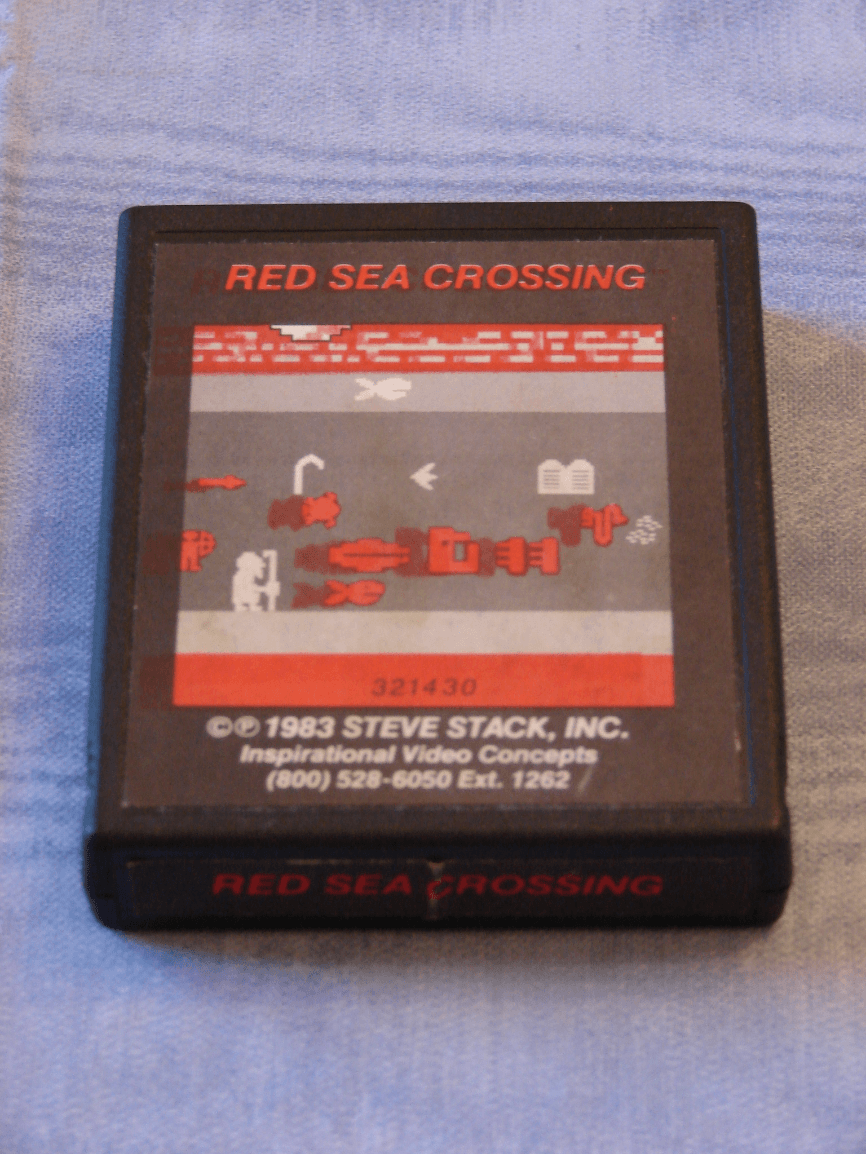 RED SEA CROSSING
321430
©℗ 1983 STEVE STACK, INC.
Inspirational Video Concepts
(800) 528-6050 Ext. 1262
RED SEA CROSSING